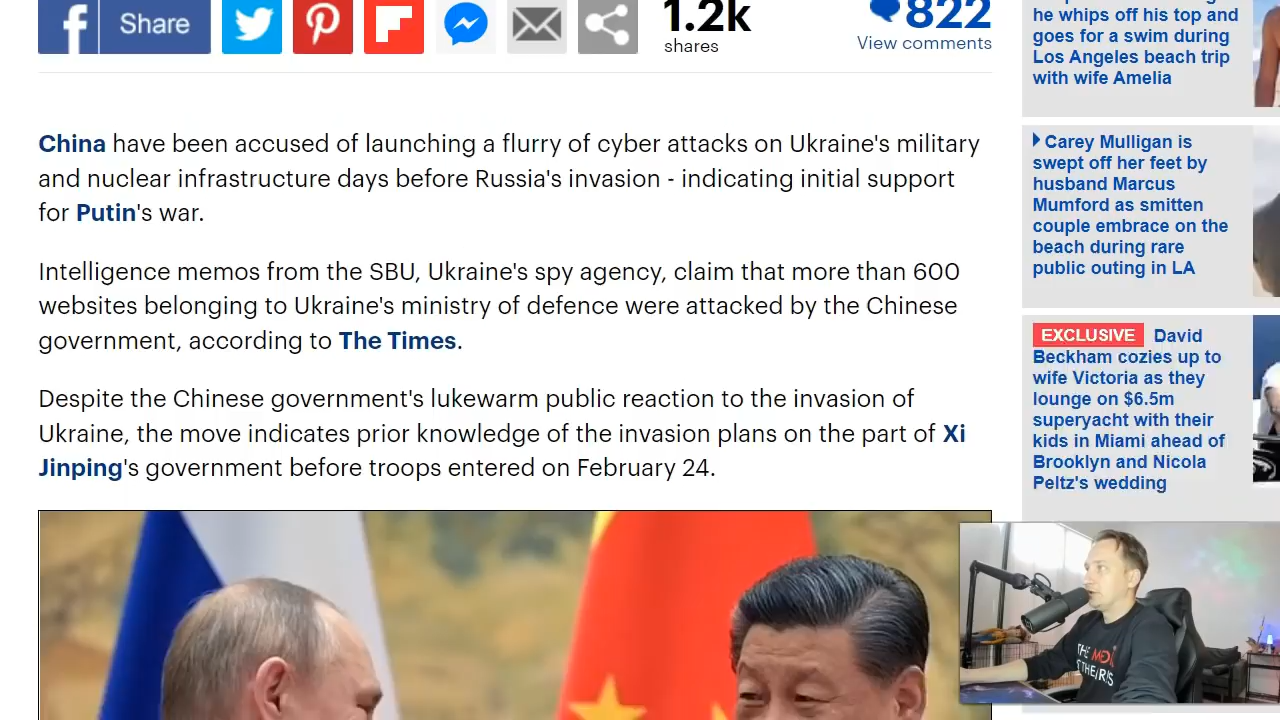 Share
1.2k
shares
822
View comments
China have been accused of launching a flurry of cyber attacks on Ukraine's military
and nuclear infrastructure days before Russia's invasion - indicating initial support
for Putin's war.
Intelligence memos from the SBU, Ukraine's spy agency, claim that more than 600
websites belonging to Ukraine's ministry of defence were attacked by the Chinese
government, according to The Times.
Despite the Chinese government's lukewarm public reaction to the invasion of
Ukraine, the move indicates prior knowledge of the invasion plans on the part of Xi
Jinping's government before troops entered on February 24.
he whips off his top and
goes for a swim during
Los Angeles beach trip
with wife Amelia
Carey Mulligan is
swept off her feet by
husband Marcus
Mumford as smitten
couple embrace on the
beach during rare
public outing in LA
EXCLUSIVE David
Beckham cozies up to
wife Victoria as they
lounge on $6.5m
superyacht with their
kids in Miami ahead of
Brooklyn and Nicola
Peltz's wedding
THE